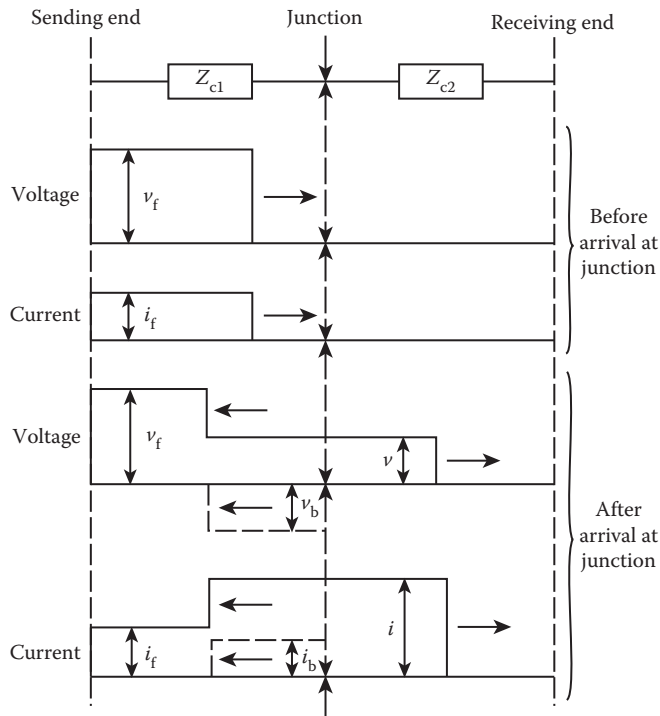 Sending end
Junction
Receiving end
Z_c1
Z_c2
Voltage
v_f
Before
arrival at
junction
Current
i_f
Voltage
v_f
v
v_b
After
arrival at
junction
Current
i_f
i_b
i